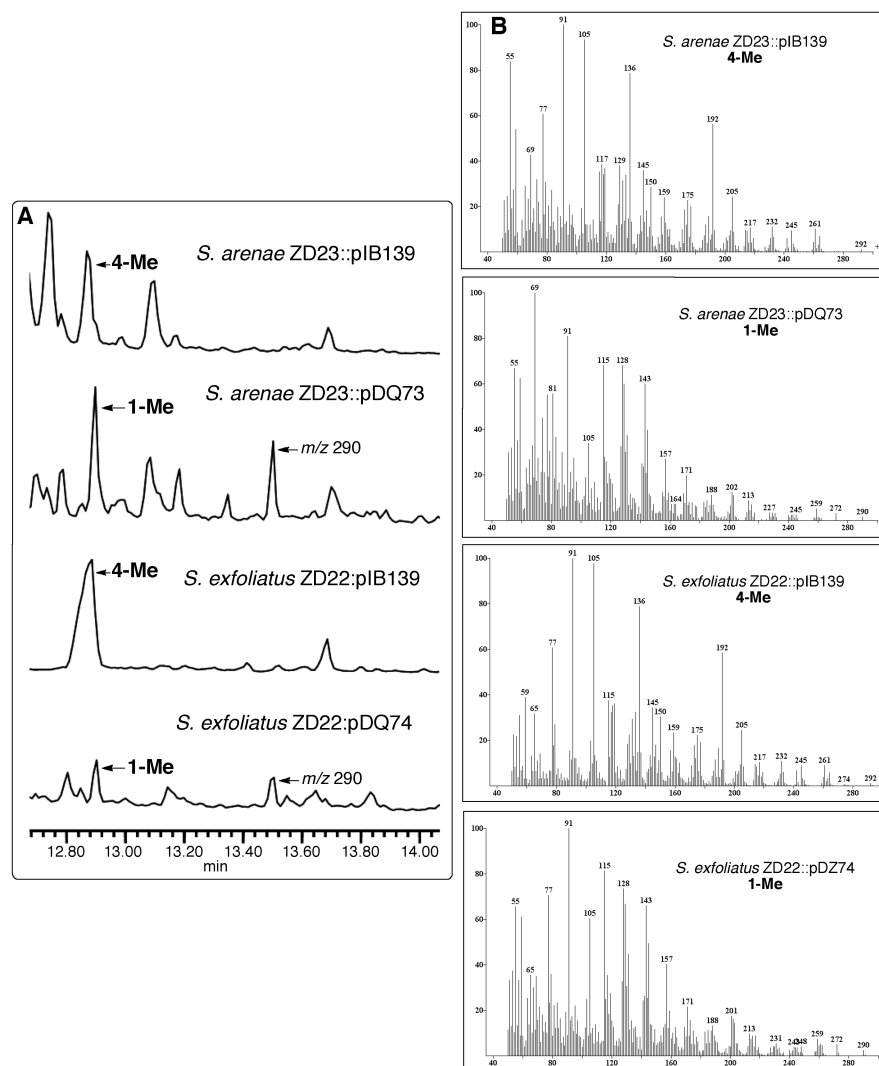 A
S. arenae ZD23::pIB139
4-Me
S. arenae ZD23::pDQ73
1-Me
m/z 290
S. exfoliatus ZD22:pIB139
4-Me
S. exfoliatus ZD22:pDQ74
1-Me
m/z 290
12.80 13.00 13.20 13.40 13.60 13.80 14.00
min
B
S. arenae ZD23::pIB139
4-Me
100
80
60
40
20
55 69 77 91 105 117 129 136 145 150 159 175 192 205 217 232 245 261 292
40 80 120 160 200 240 280
S. arenae ZD23::pDQ73
1-Me
100
80
60
40
20
55 69 81 91 105 115 128 143 157 164 171 188 202 213 227 245 259 272 290
40 80 120 160 200 240 280
S. exfoliatus ZD22::pIB139
4-Me
100
80
60
40
20
59 65 77 91 105 115 136 145 150 159 175 192 205 217 232 245 261 274 292
40 80 120 160 200 240 280
S. exfoliatus ZD22::pDZ74
1-Me
100
80
60
40
20
55 65 77 91 105 115 128 143 157 171 188 201 213 231 248 259 272 290
40 80 120 160 200 240 280